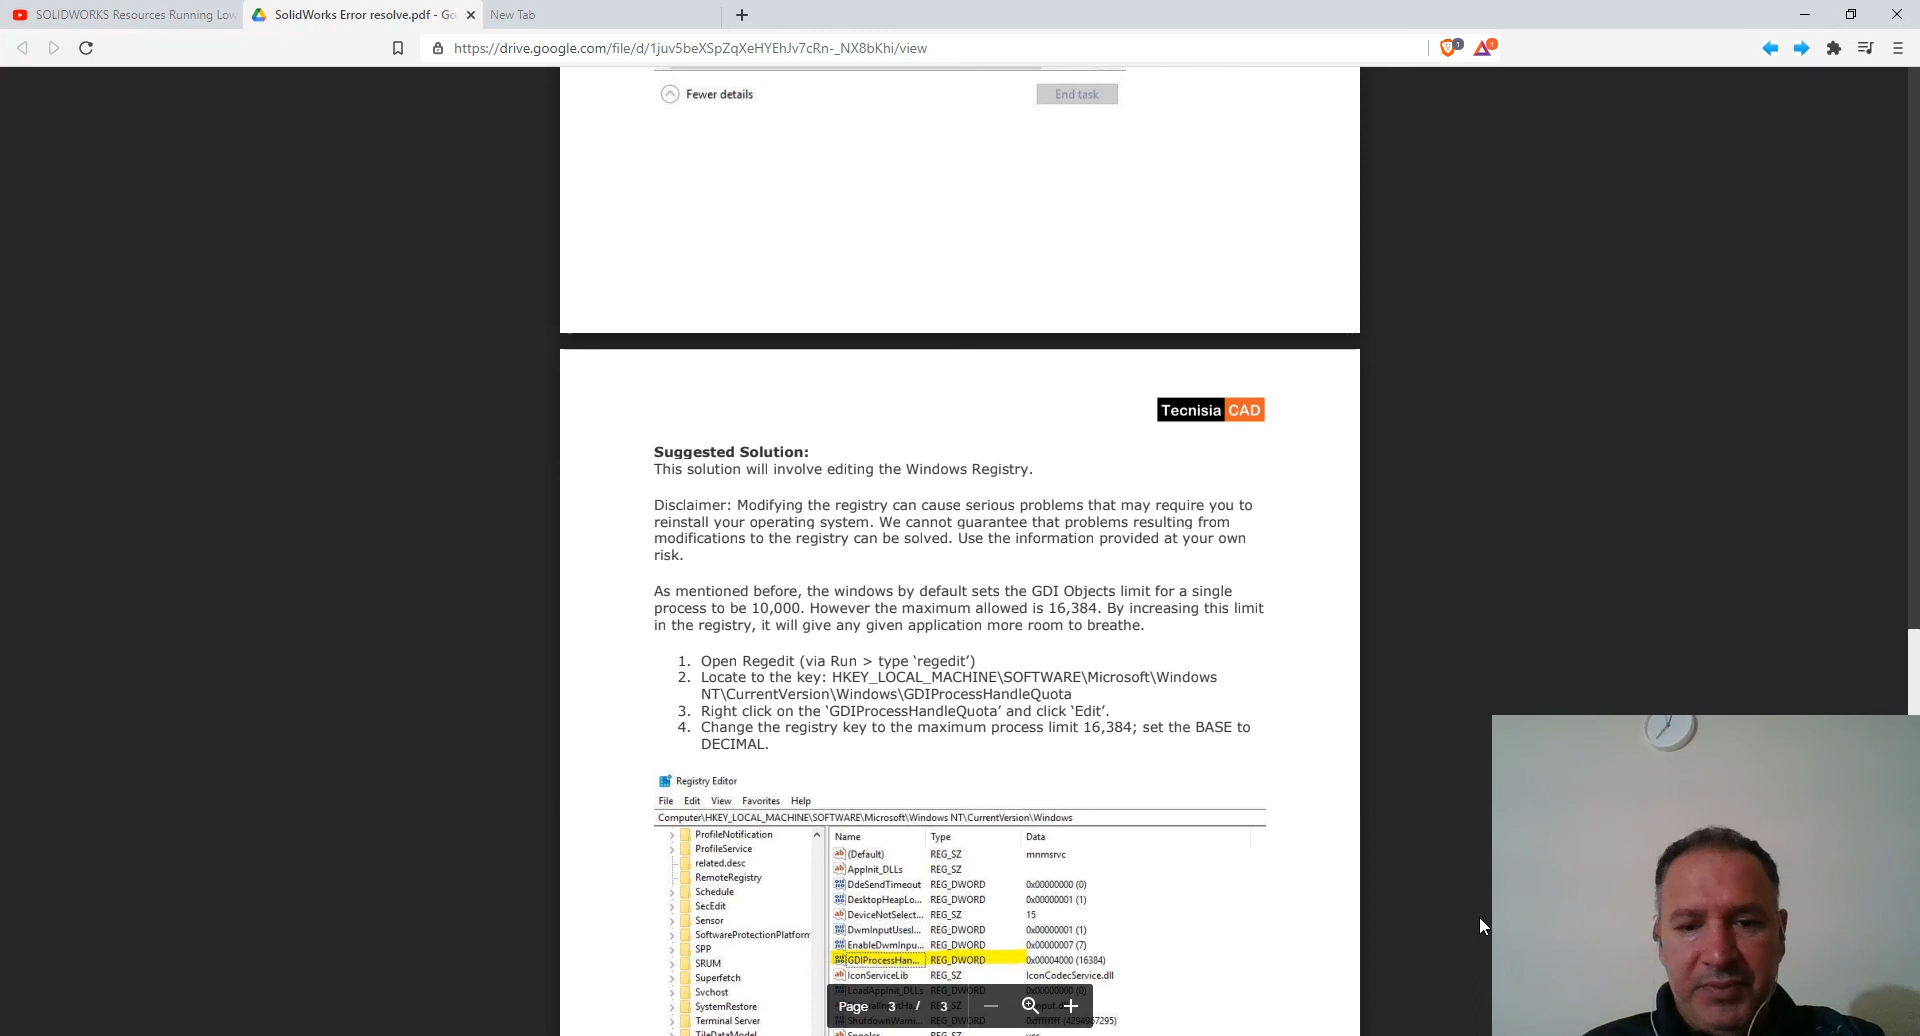 SOLIDWORKS Resources Running Low
SolidWorks Error resolve.pdf - Go
New Tab
https://drive.google.com/file/d/1juv5beXSpZqXeHYEhJv7cRn-_NX8bKhi/view
1
1
Fewer details
End task
Tecnisia CAD
Suggested Solution:
This solution will involve editing the Windows Registry.
Disclaimer: Modifying the registry can cause serious problems that may require you to
reinstall your operating system. We cannot guarantee that problems resulting from
modifications to the registry can be solved. Use the information provided at your own
risk.
As mentioned before, the windows by default sets the GDI Objects limit for a single
process to be 10,000. However the maximum allowed is 16,384. By increasing this limit
in the registry, it will give any given application more room to breathe.
1. Open Regedit (via Run > type ‘regedit’)
2. Locate to the key: HKEY_LOCAL_MACHINE\SOFTWARE\Microsoft\Windows
NT\CurrentVersion\Windows\GDIProcessHandleQuota
3. Right click on the ‘GDIProcessHandleQuota’ and click ‘Edit’.
4. Change the registry key to the maximum process limit 16,384; set the BASE to
DECIMAL.
Registry Editor
File Edit View Favorites Help
Computer\HKEY_LOCAL_MACHINE\SOFTWARE\Microsoft\Windows NT\CurrentVersion\Windows
ProfileNotification
ProfileService
related.desc
RemoteRegistry
Schedule
SecEdit
Sensor
SoftwareProtectionPlatform
SPP
SRUM
Superfetch
Svchost
SystemRestore
Terminal Server
TileDataModel
Name Type Data
(Default) REG_SZ mnmsrvc
AppInit_DLLs REG_SZ
DdeSendTimeout REG_DWORD 0x00000000 (0)
DesktopHeapLo... REG_DWORD 0x00000001 (1)
DeviceNotSelect... REG_SZ 15
DwmInputUsesI... REG_DWORD 0x00000001 (1)
EnableDwmInpu... REG_DWORD 0x00000007 (7)
GDIProcessHan... REG_DWORD 0x00004000 (16384)
IconServiceLib REG_SZ IconCodecService.dll
LoadAppInit_DLLs REG_DWORD 0x00000000 (0)
Page 3 / 3
REG_SZ
ShutdownWarni... REG_DWORD 0xffffffff (4294967295)